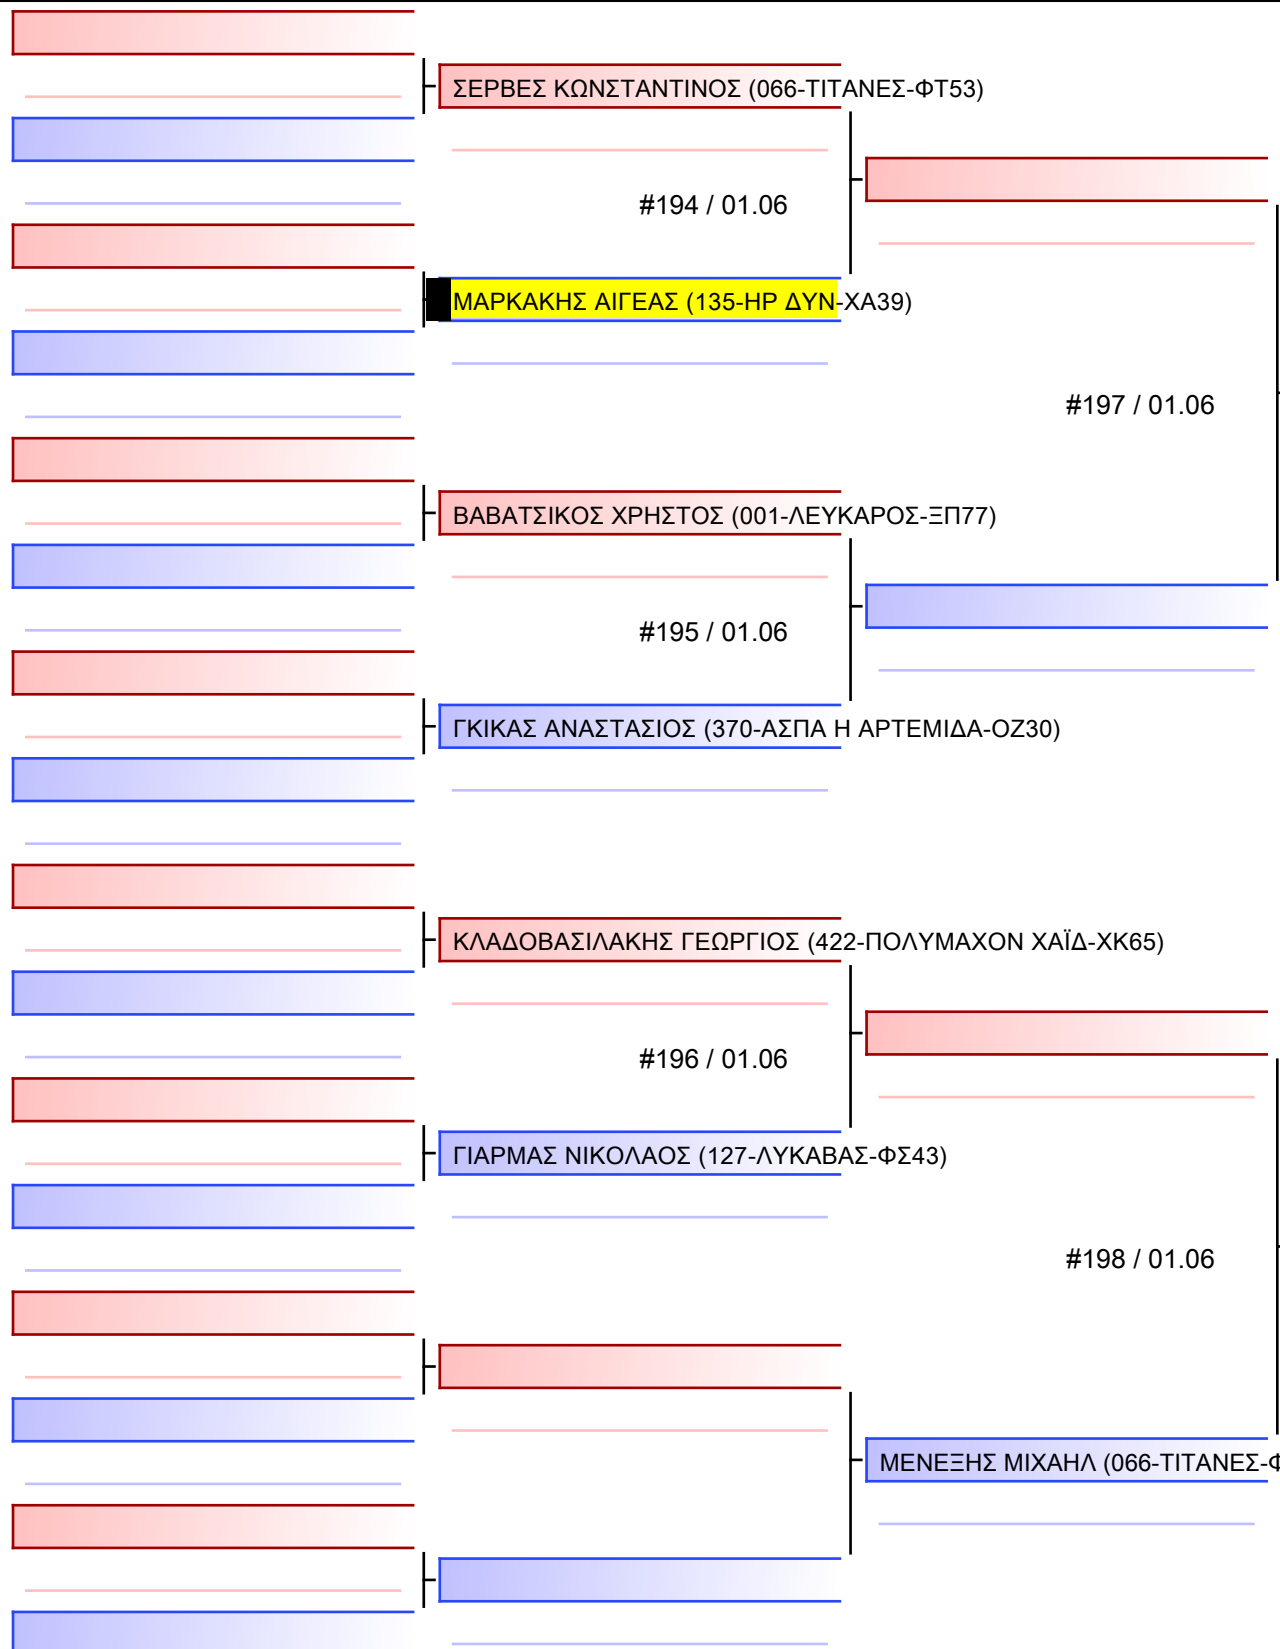 ΣΕΡΒΕΣ ΚΩΝΣΤΑΝΤΙΝΟΣ (066-ΤΙΤΑΝΕΣ-ΦΤ53)
#194 / 01.06
ΜΑΡΚΑΚΗΣ ΑΙΓΕΑΣ (135-ΗΡ ΔΥΝ-ΧΑ39)
#197 / 01.06
ΒΑΒΑΤΣΙΚΟΣ ΧΡΗΣΤΟΣ (001-ΛΕΥΚΑΡΟΣ-ΞΠ77)
#195 / 01.06
ΓΚΙΚΑΣ ΑΝΑΣΤΑΣΙΟΣ (370-ΑΣΠΑ Η ΑΡΤΕΜΙΔΑ-ΟΖ30)
ΚΛΑΔΟΒΑΣΙΛΑΚΗΣ ΓΕΩΡΓΙΟΣ (422-ΠΟΛΥΜΑΧΟΝ ΧΑΪΔ-ΧΚ65)
#196 / 01.06
ΓΙΑΡΜΑΣ ΝΙΚΟΛΑΟΣ (127-ΛΥΚΑΒΑΣ-ΦΣ43)
#198 / 01.06
ΜΕΝΕΞΗΣ ΜΙΧΑΗΛ (066-ΤΙΤΑΝΕΣ-Φ